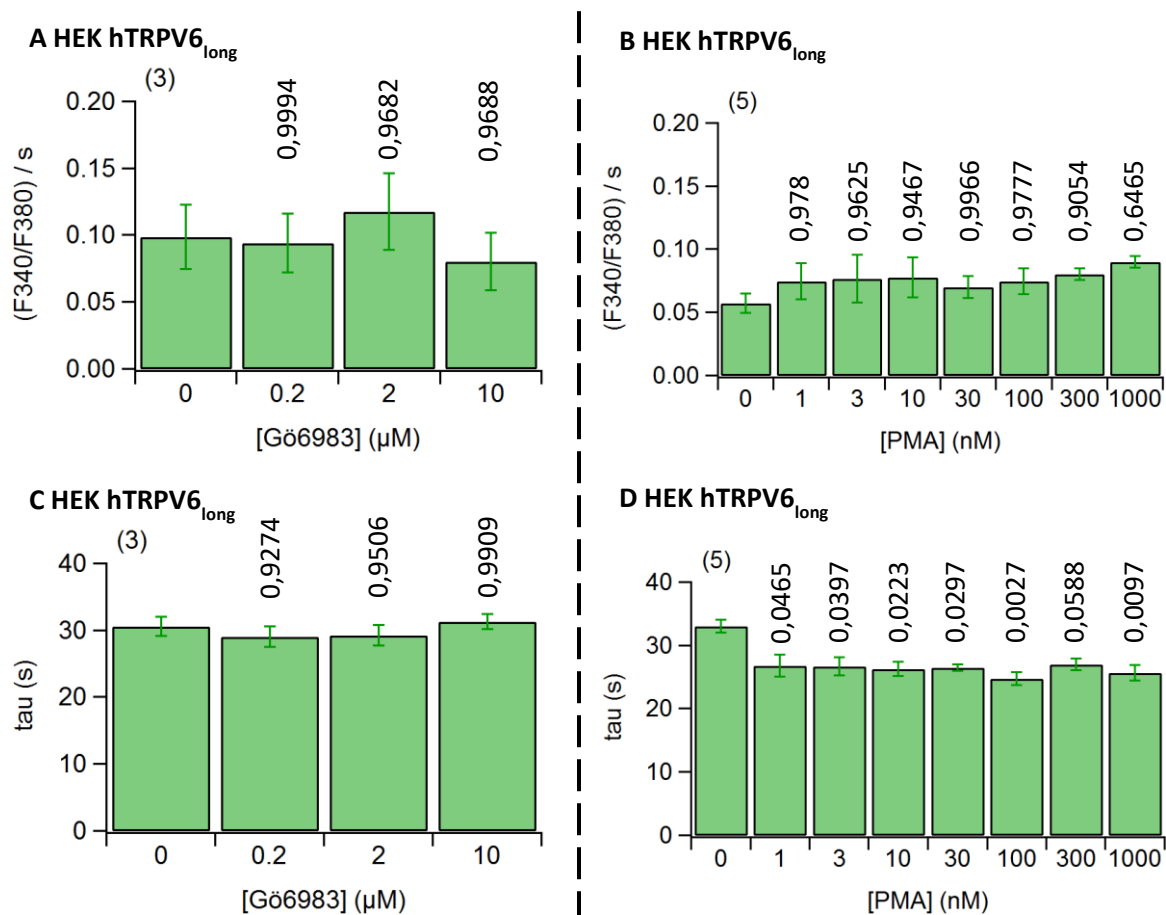 A HEK hTRPV6long
(3)
0,9994
0,9682
0,9688
0.20
0.15
0.10
0.05
0.00
(F340/F380) / s
0 0.2 2 10
[Gö6983] (µM)
B HEK hTRPV6long
(5)
0,978
0,9625
0,9467
0,9966
0,9777
0,9054
0,6465
0.20
0.15
0.10
0.05
0.00
(F340/F380) / s
0 1 3 10 30 100 300 1000
[PMA] (nM)
C HEK hTRPV6long
(3)
0,9274
0,9506
0,9909
40
30
20
10
0
tau (s)
0 0.2 2 10
[Gö6983] (µM)
D HEK hTRPV6long
(5)
0,0465
0,0397
0,0223
0,0297
0,0027
0,0588
0,0097
40
30
20
10
0
tau (s)
0 1 3 10 30 100 300 1000
[PMA] (nM)